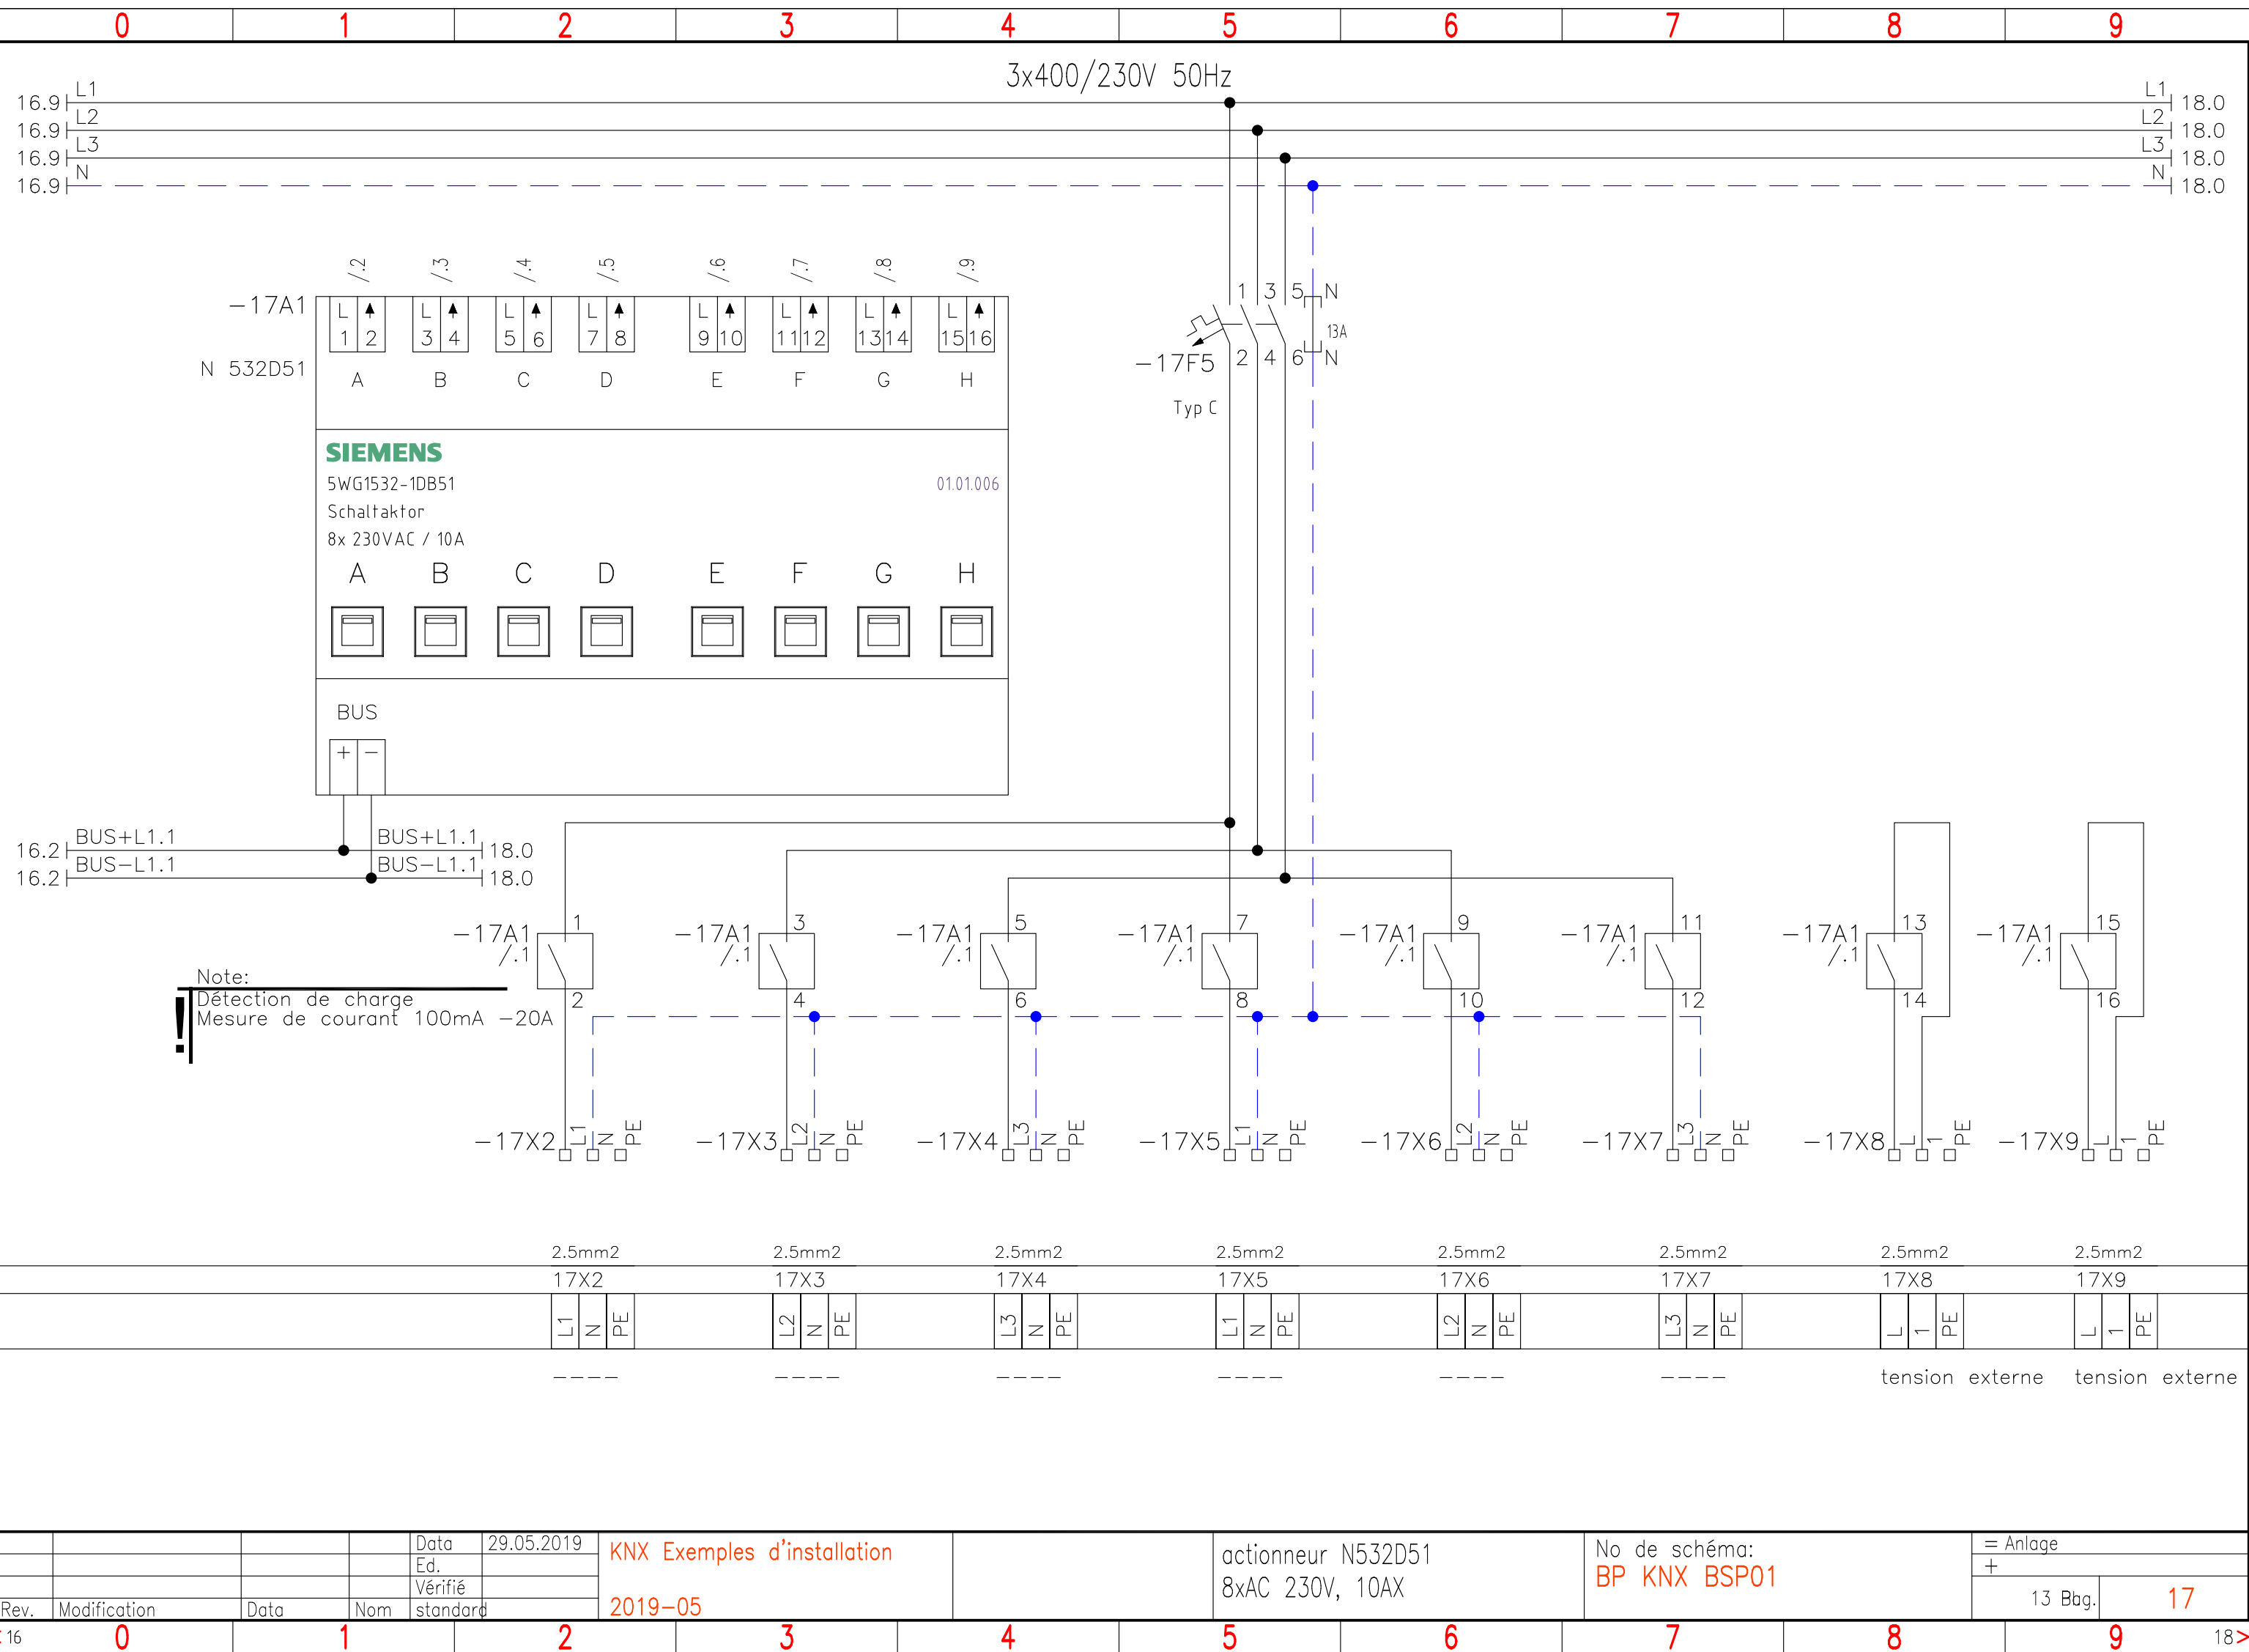 0 1 2 3 4 5 6 7 8 9
3x400/230V 50Hz
16.9 L1 L1 18.0
16.9 L2 L2 18.0
16.9 L3 L3 18.0
16.9 N N 18.0
/.2 /.3 /.4 /.5 /.6 /.7 /.8 /.9
-17A1
L L L L L L L L
1 2 3 4 5 6 7 8 9 10 11 12 13 14 15 16
N 532D51
A B C D E F G H
1 3 5 N
13A
-17F5 2 4 6 N
Typ C
SIEMENS
5WG1532-1DB51 01.01.006
Schaltaktor
8x 230VAC / 10A
A B C D E F G H
BUS
+ -
16.2 BUS+L1.1 BUS+L1.1 18.0
16.2 BUS-L1.1 BUS-L1.1 18.0
1 3 5 7 9 11 13 15
-17A1 -17A1 -17A1 -17A1 -17A1 -17A1 -17A1 -17A1
/.1 /.1 /.1 /.1 /.1 /.1 /.1 /.1
2 4 6 8 10 12 14 16
Note:
! Détection de charge
Mesure de courant 100mA -20A
-17X2 L1 N PE -17X3 L2 N PE -17X4 L3 N PE -17X5 L1 N PE -17X6 L2 N PE -17X7 L3 N PE -17X8 L 1 PE -17X9 L 1 PE
2.5mm2 2.5mm2 2.5mm2 2.5mm2 2.5mm2 2.5mm2 2.5mm2 2.5mm2
17X2 17X3 17X4 17X5 17X6 17X7 17X8 17X9
L1 N PE L2 N PE L3 N PE L1 N PE L2 N PE L3 N PE L 1 PE L 1 PE
---- ---- ---- ---- ---- ---- tension externe tension externe
Data 29.05.2019
Ed.
Vérifié
Rev. Modification Data Nom standard
KNX Exemples d'installation
2019-05
actionneur N532D51
8xAC 230V, 10AX
No de schéma:
BP KNX BSP01
= Anlage
+
13 Bbg. 17
16 0 1 2 3 4 5 6 7 8 9 18>